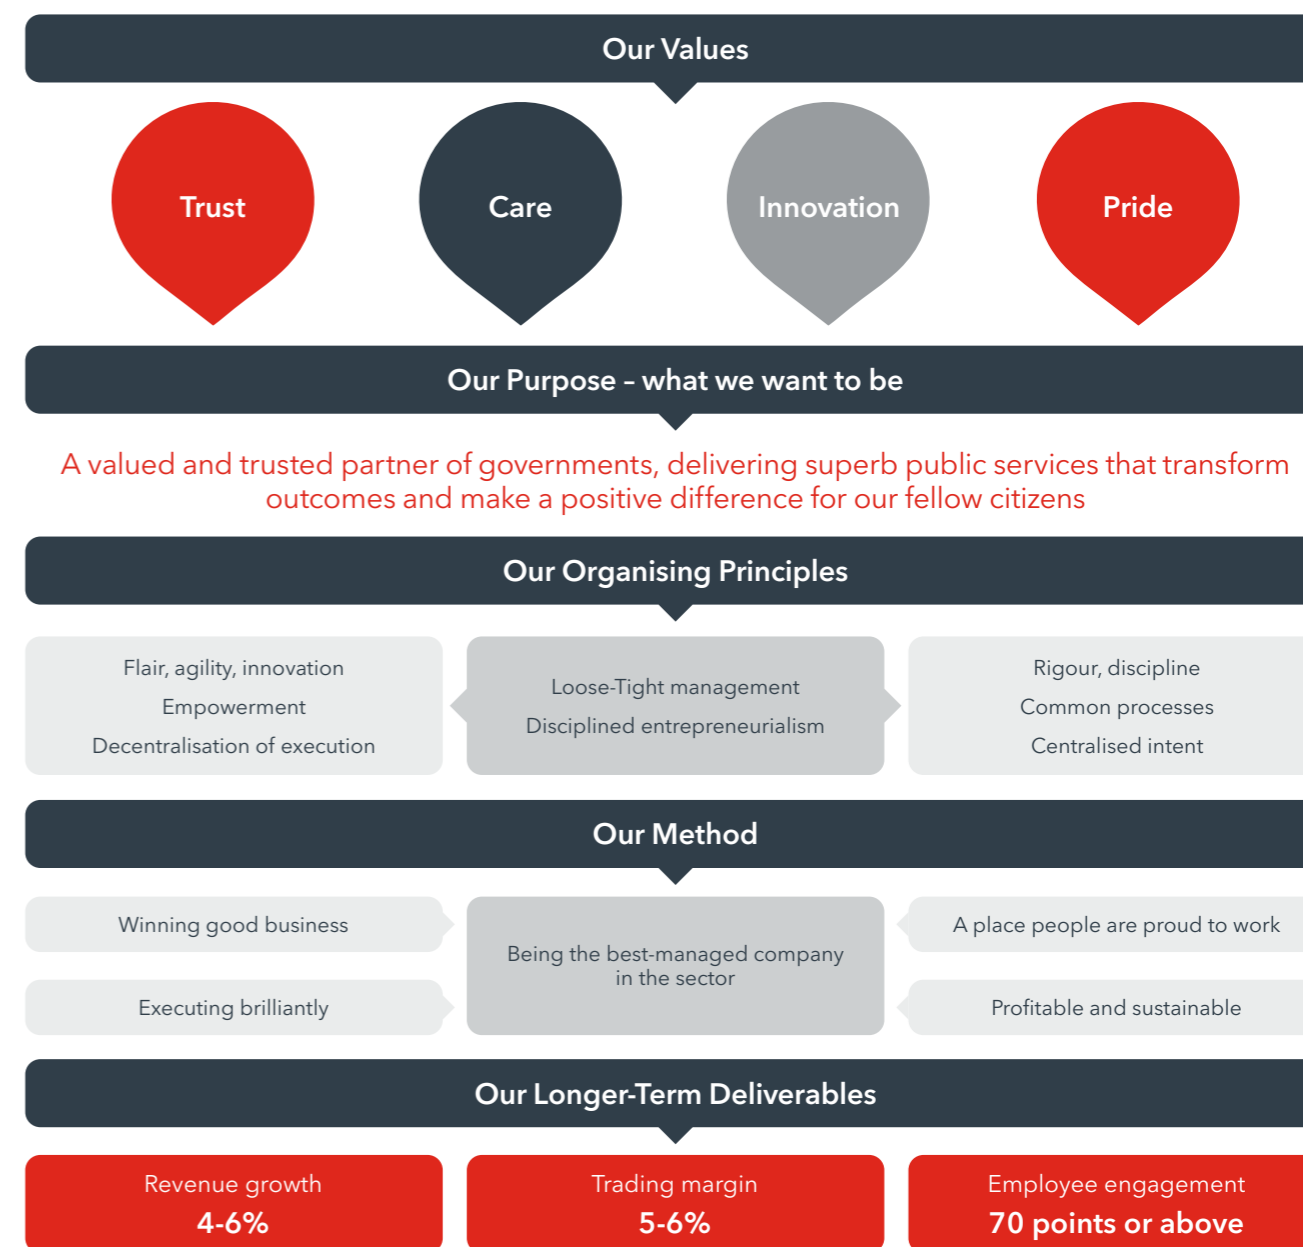 Our Values
Trust
Care
Innovation
Pride
Our Purpose – what we want to be
A valued and trusted partner of governments, delivering superb public services that transform
outcomes and make a positive difference for our fellow citizens
Our Organising Principles
Flair, agility, innovation
Empowerment
Decentralisation of execution
Loose-Tight management
Disciplined entrepreneurialism
Rigour, discipline
Common processes
Centralised intent
Our Method
Winning good business
Executing brilliantly
Being the best-managed company
in the sector
A place people are proud to work
Profitable and sustainable
Our Longer-Term Deliverables
Revenue growth
4-6%
Trading margin
5-6%
Employee engagement
70 points or above